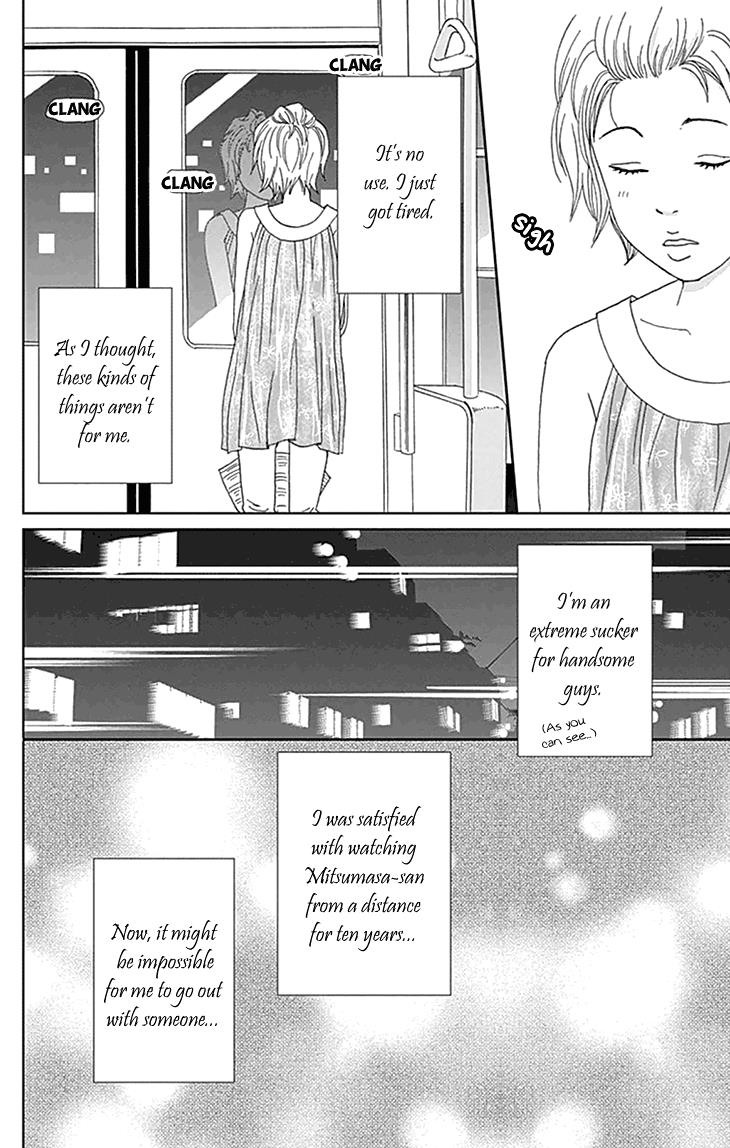 sigh
CLANG
CLANG
CLANG
It's no
use. I just
got tired.
As I thought,
these kinds of
things aren't
for me.
I'm an
extreme sucker
for handsome
guys.
(As you
can see...)
I was satisfied
with watching
Mitsumasa-san
from a distance
for ten years...
Now, it might
be impossible
for me to go out
with someone...